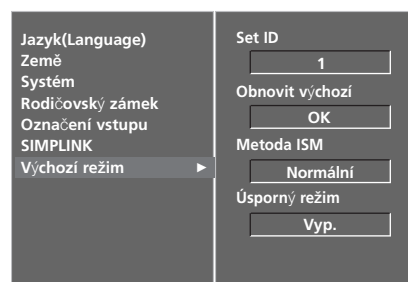 Jazyk(Language)
Země
Systém
Rodičovský zámek
Označení vstupu
SIMPLINK
Výchozí režim ►
Set ID
1
Obnovit výchozí
OK
Metoda ISM
Normální
Úsporný režim
Vyp.